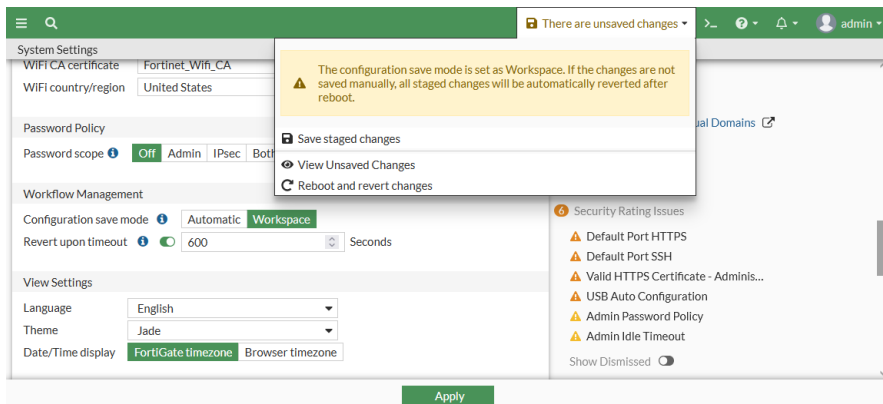 There are unsaved changes
>_
admin
System Settings
WiFi CA certificate Fortinet_Wifi_CA
WiFi country/region United States
The configuration save mode is set as Workspace. If the changes are not
saved manually, all staged changes will be automatically reverted after
reboot.
Save staged changes
View Unsaved Changes
Reboot and revert changes
ual Domains
Password Policy
Password scope Off Admin IPsec Both
Workflow Management
Configuration save mode Automatic Workspace
Revert upon timeout 600 Seconds
View Settings
Language English
Theme Jade
Date/Time display FortiGate timezone Browser timezone
6 Security Rating Issues
Default Port HTTPS
Default Port SSH
Valid HTTPS Certificate - Adminis...
USB Auto Configuration
Admin Password Policy
Admin Idle Timeout
Show Dismissed
Apply